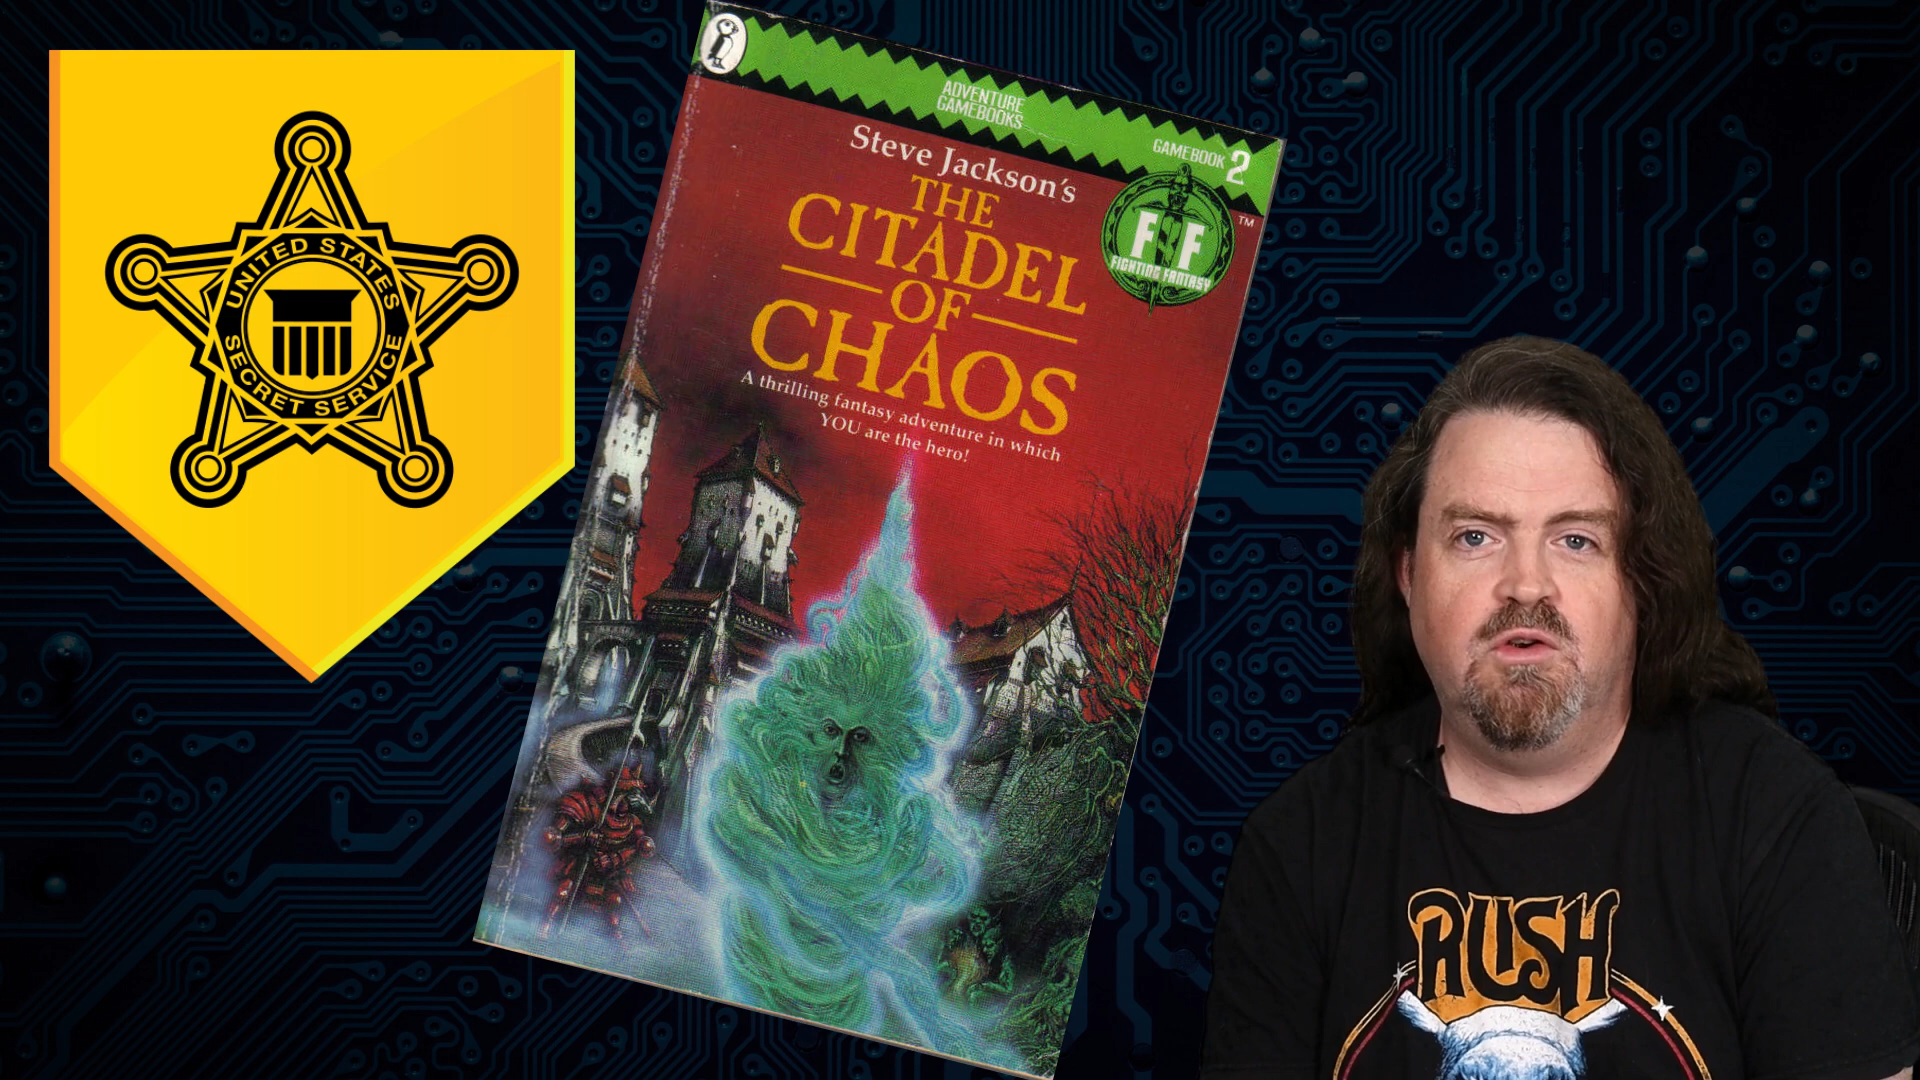 UNITED STATES
SECRET SERVICE
ADVENTURE
GAMEBOOKS
GAMEBOOK 2
Steve Jackson's
THE
CITADEL
OF
CHAOS
A thrilling fantasy adventure in which
YOU are the hero!
FF
FIGHTING FANTASY
TM
RUSH